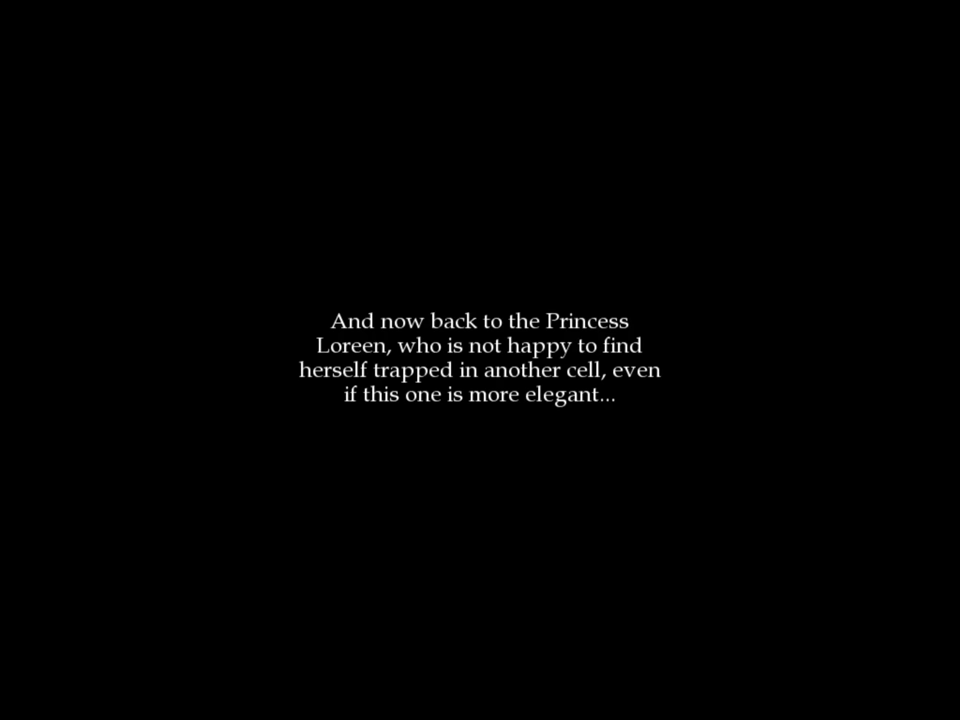 And now back to the Princess
Loreen, who is not happy to find
herself trapped in another cell, even
if this one is more elegant...